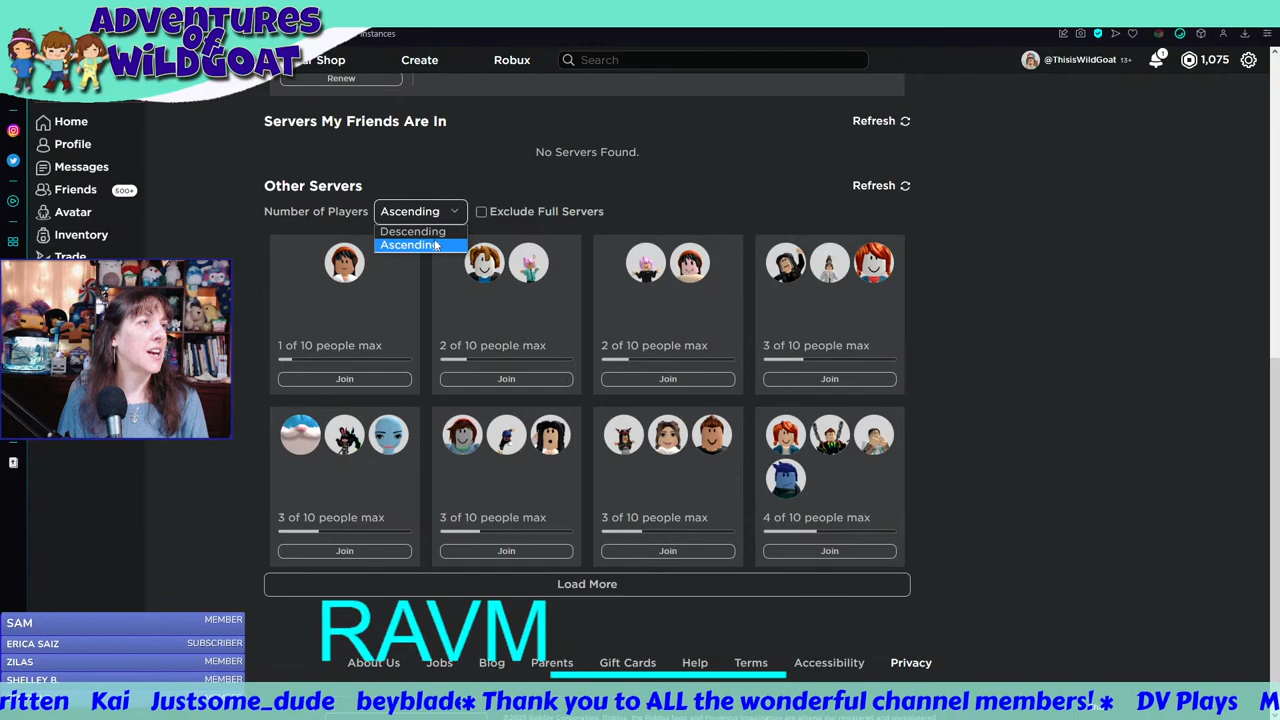 ADVENTURES
OF
WILDGOAT
nstances
Shop
Create
Robux
Search
@ThisisWildGoat 13+
1
1,075
Renew
Home
Profile
Messages
Friends
500+
Avatar
Inventory
Trade
Servers My Friends Are In
Refresh
No Servers Found.
Other Servers
Refresh
Number of Players
Ascending
Exclude Full Servers
Descending
Ascending
1 of 10 people max
2 of 10 people max
2 of 10 people max
3 of 10 people max
Join
Join
Join
Join
3 of 10 people max
3 of 10 people max
3 of 10 people max
4 of 10 people max
Join
Join
Join
Join
Load More
SAM
MEMBER
ERICA SAIZ
SUBSCRIBER
ZILAS
MEMBER
SHELLEY B.
MEMBER
RAVM
About Us
Jobs
Blog
Parents
Gift Cards
Help
Terms
Accessibility
Privacy
ritten Kai Justsome_dude beyblade* Thank you to ALL the wonderful channel members! * DV Plays M